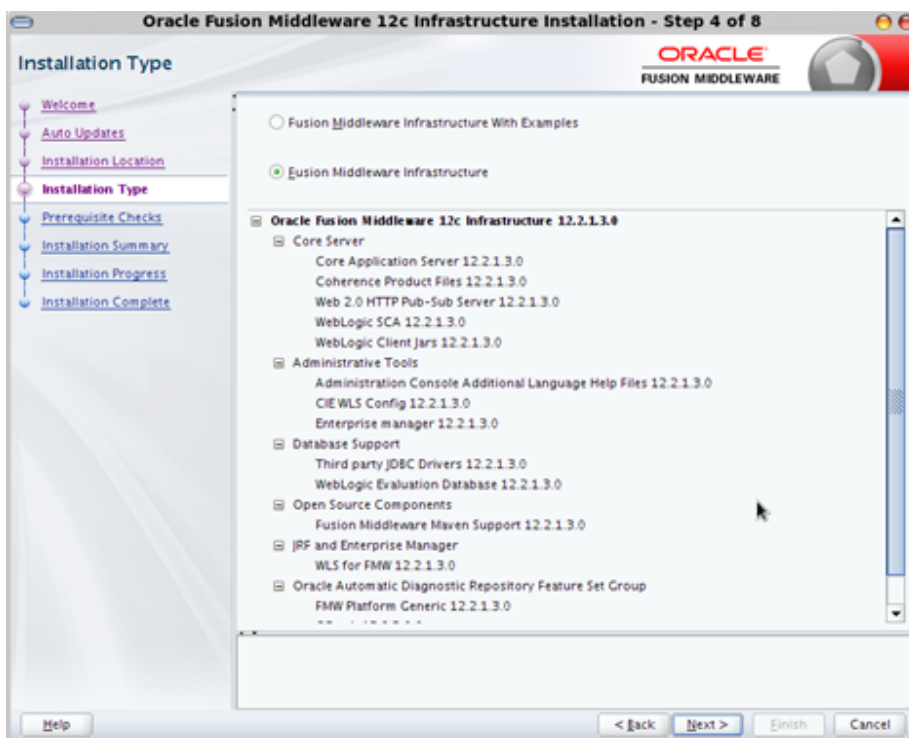 Oracle Fusion Middleware 12c Infrastructure Installation - Step 4 of 8
Installation Type
ORACLE
FUSION MIDDLEWARE
Welcome
Auto Updates
Installation Location
Installation Type
Prerequisite Checks
Installation Summary
Installation Progress
Installation Complete
Fusion Middleware Infrastructure With Examples
Fusion Middleware Infrastructure
Oracle Fusion Middleware 12c Infrastructure 12.2.1.3.0
Core Server
Core Application Server 12.2.1.3.0
Coherence Product Files 12.2.1.3.0
Web 2.0 HTTP Pub-Sub Server 12.2.1.3.0
WebLogic SCA 12.2.1.3.0
WebLogic Client Jars 12.2.1.3.0
Administrative Tools
Administration Console Additional Language Help Files 12.2.1.3.0
CIE WLS Config 12.2.1.3.0
Enterprise manager 12.2.1.3.0
Database Support
Third party JDBC Drivers 12.2.1.3.0
WebLogic Evaluation Database 12.2.1.3.0
Open Source Components
Fusion Middleware Maven Support 12.2.1.3.0
JRF and Enterprise Manager
WLS for FMW 12.2.1.3.0
Oracle Automatic Diagnostic Repository Feature Set Group
FMW Platform Generic 12.2.1.3.0
Help
< Back
Next >
Finish
Cancel